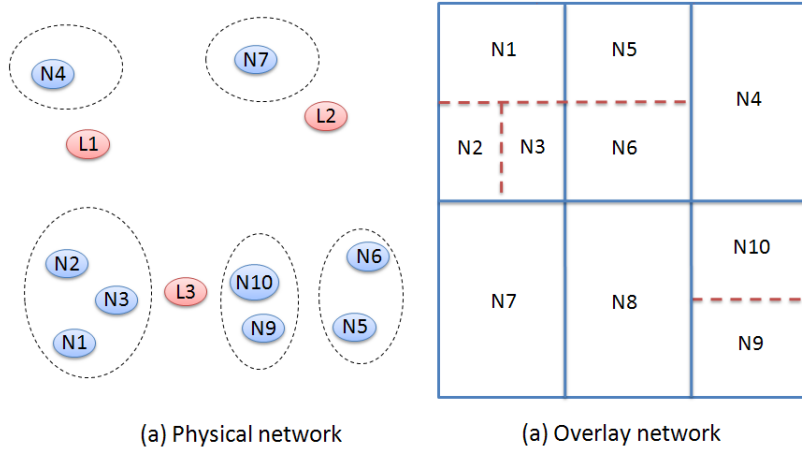 N4
N7
L1
L2
N2
N3
N1
L3
N10
N9
N6
N5
(a) Physical network
N1
N5
N4
N2
N3
N6
N7
N8
N10
N9
(a) Overlay network